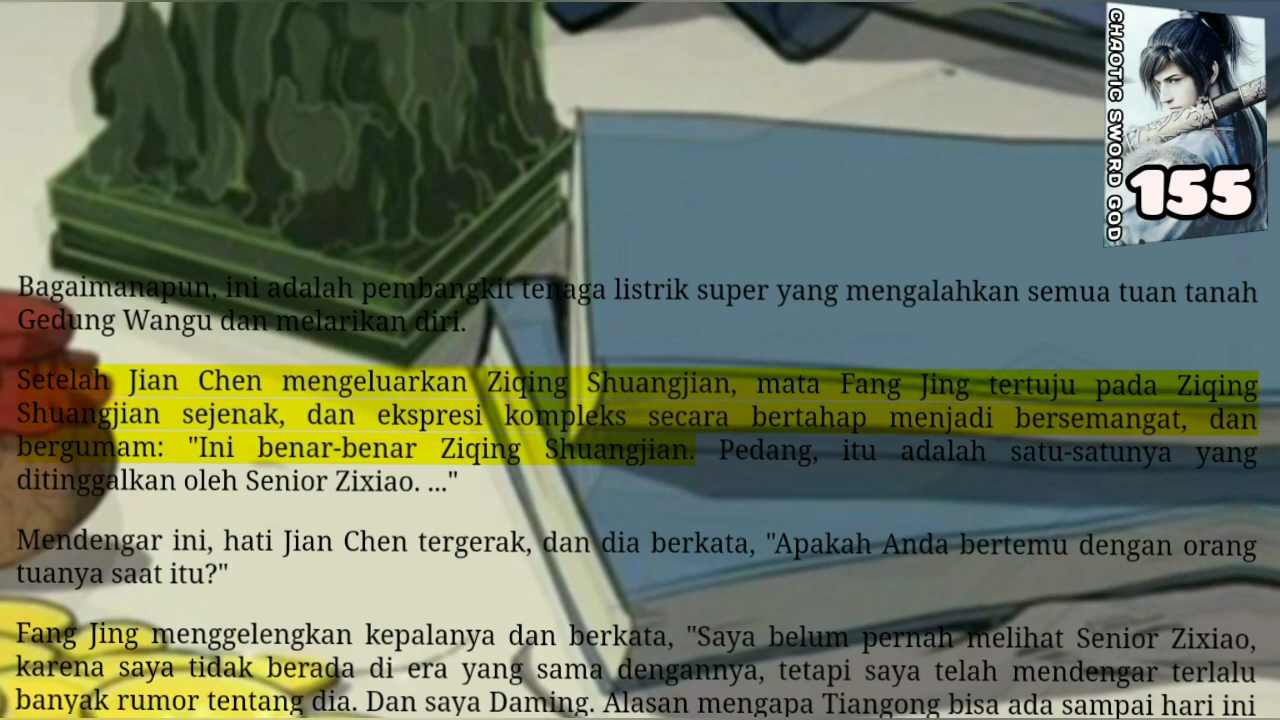 CHAOTIC SWORD GOD
155
Bagaimanapun, ini adalah pembangkit tenaga listrik super yang mengalahkan semua tuan tanah
Gedung Wangu dan melarikan diri.
Setelah Jian Chen mengeluarkan Ziqing Shuangjian, mata Fang Jing tertuju pada Ziqing
Shuangjian sejenak, dan ekspresi kompleks secara bertahap menjadi bersemangat, dan
bergumam: "Ini benar-benar Ziqing Shuangjian. Pedang, itu adalah satu-satunya yang
ditinggalkan oleh Senior Zixiao. ..."
Mendengar ini, hati Jian Chen tergerak, dan dia berkata, "Apakah Anda bertemu dengan orang
tuanya saat itu?"
Fang Jing menggelengkan kepalanya dan berkata, "Saya belum pernah melihat Senior Zixiao,
karena saya tidak berada di era yang sama dengannya, tetapi saya telah mendengar terlalu
banyak rumor tentang dia. Dan saya Daming. Alasan mengapa Tiangong bisa ada sampai hari ini